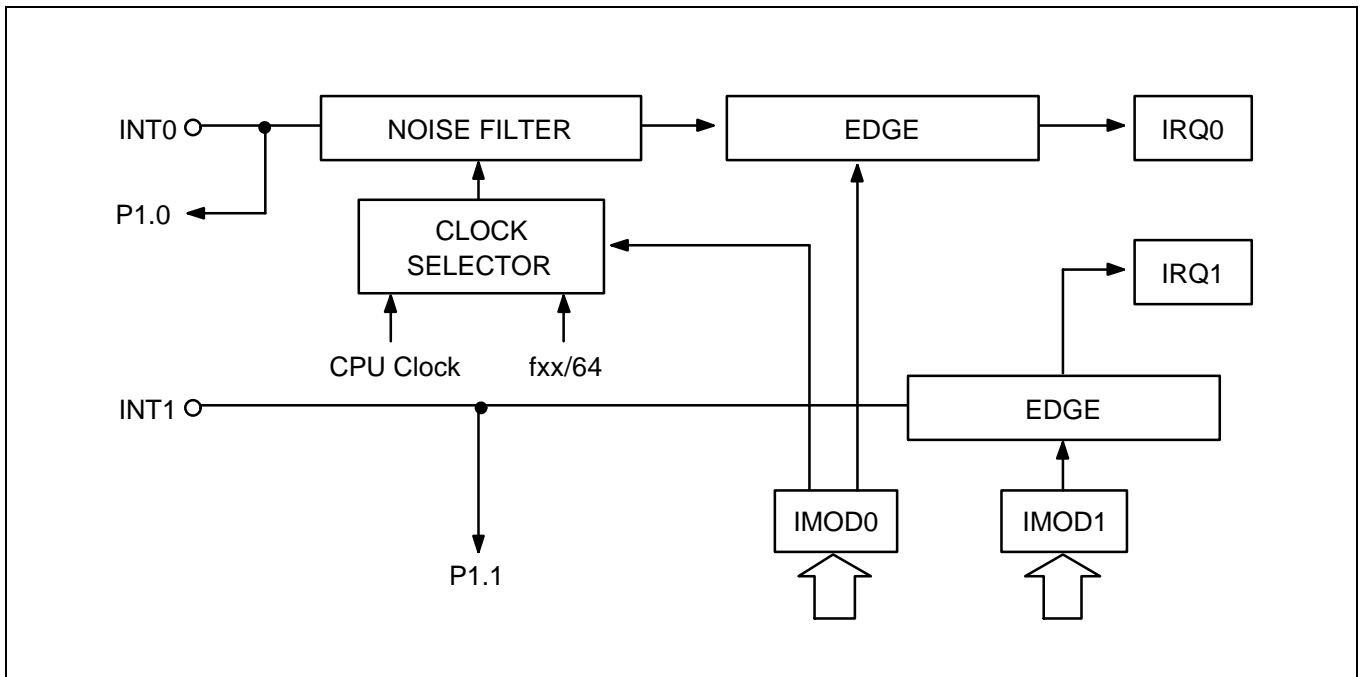 INT0
NOISE FILTER
EDGE
IRQ0
P1.0
CLOCK
SELECTOR
IRQ1
CPU Clock
fxx/64
INT1
EDGE
IMOD0
IMOD1
P1.1